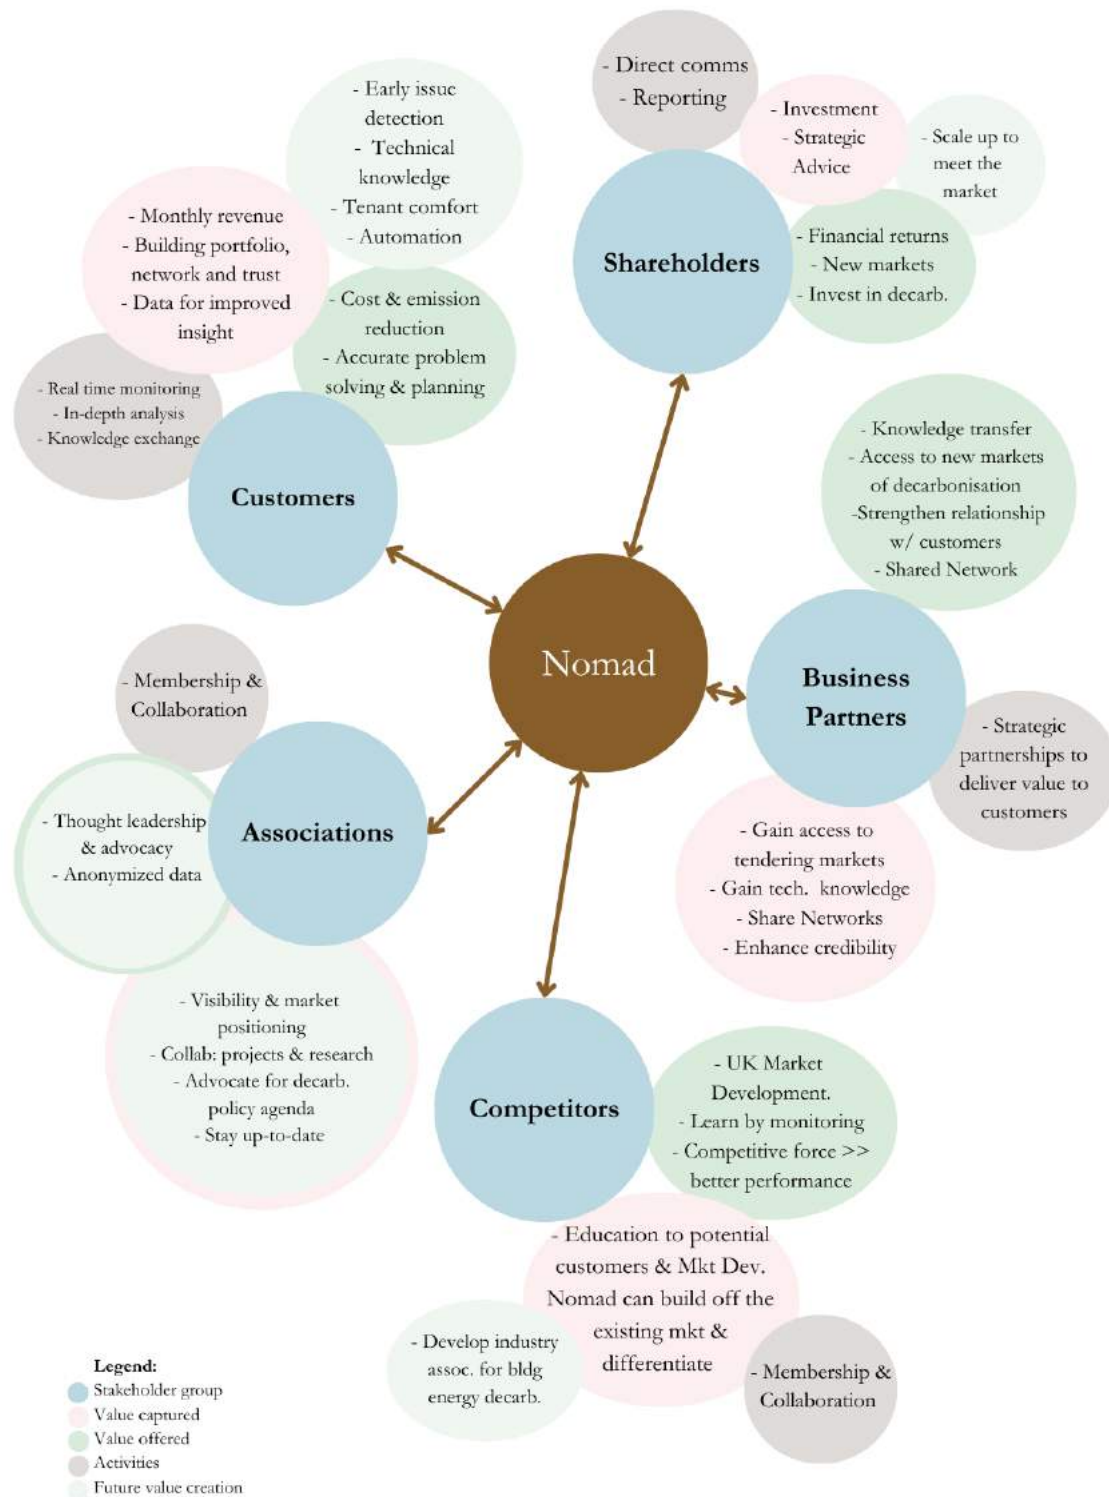 - Direct comms
- Reporting
- Investment
- Strategic
Advice
- Scale up to
meet the
market
Shareholders
- Financial returns
- New markets
- Invest in decarb.
- Early issue
detection
- Technical
knowledge
- Tenant comfort
- Automation
- Monthly revenue
- Building portfolio,
network and trust
- Data for improved
insight
- Cost & emission
reduction
- Accurate problem
solving & planning
- Real time monitoring
- In-depth analysis
- Knowledge exchange
Customers
- Knowledge transfer
- Access to new markets
of decarbonisation
-Strengthen relationship
w/ customers
- Shared Network
Nomad
Business
Partners
- Strategic
partnerships to
deliver value to
customers
- Gain access to
tendering markets
- Gain tech. knowledge
- Share Networks
- Enhance credibility
- Membership &
Collaboration
Associations
- Thought leadership
& advocacy
- Anonymized data
- Visibility & market
positioning
- Collab: projects & research
- Advocate for decarb.
policy agenda
- Stay up-to-date
Competitors
- UK Market
Development.
- Learn by monitoring
- Competitive force >>
better performance
- Education to potential
customers & Mkt Dev.
Nomad can build off the
existing mkt &
differentiate
- Develop industry
assoc. for bldg
energy decarb.
- Membership &
Collaboration
Legend:
Stakeholder group
Value captured
Value offered
Activities
Future value creation